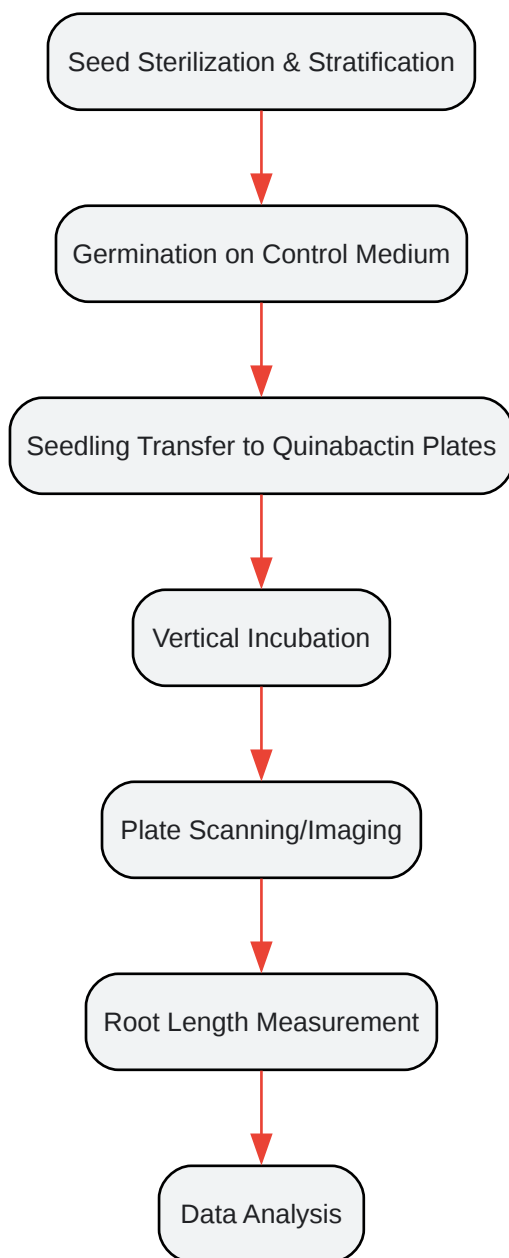 Seed Sterilization & Stratification
Germination on Control Medium
Seedling Transfer to Quinabactin Plates
Vertical Incubation
Plate Scanning/Imaging
Root Length Measurement
Data Analysis